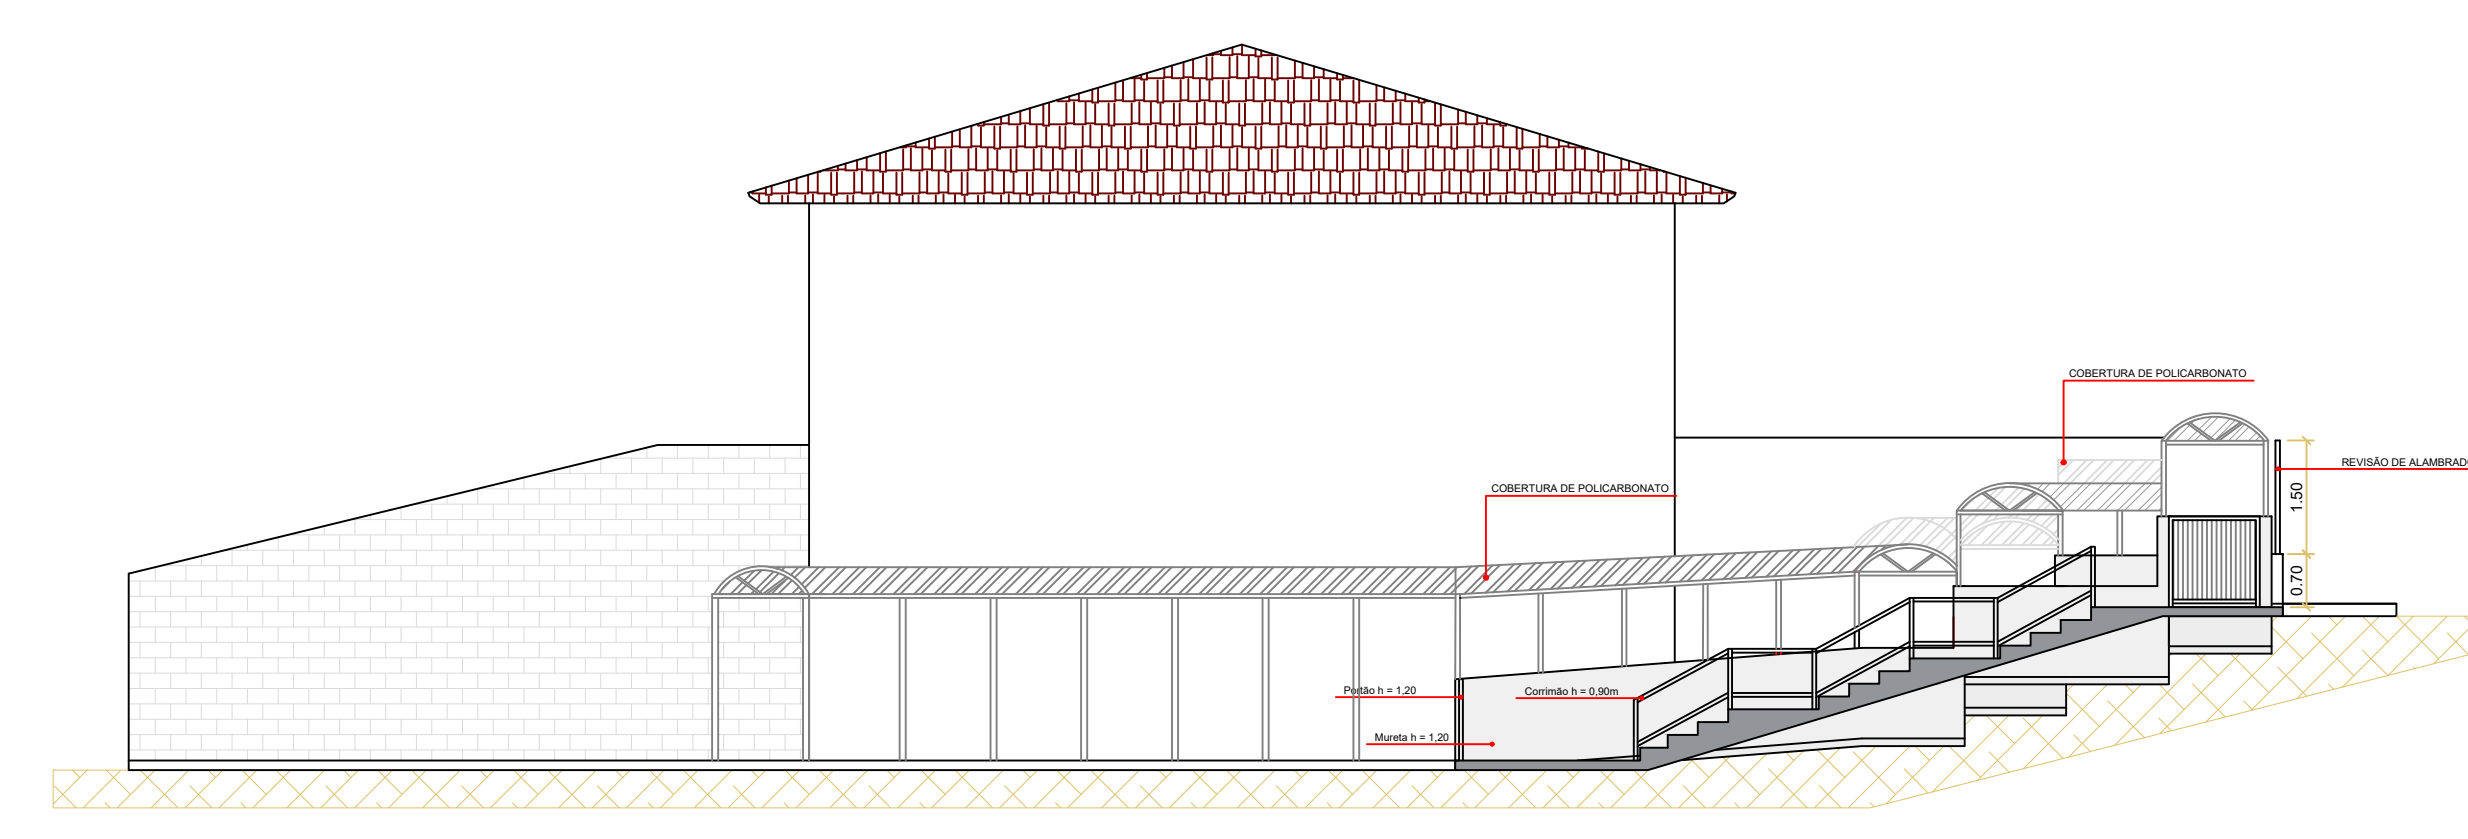 COBERTURA DE POLICARBONATO
REVISÃO DE ALAMBRAD
COBERTURA DE POLICARBONATO
1.50
0.70
Portão h = 1,20
Corrimão h = 0,90m
Mureta h = 1,20